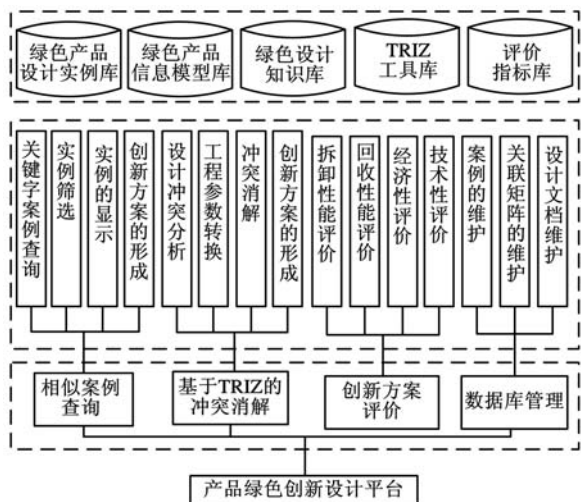 绿色产品
设计实例库
绿色产品
信息模型库
绿色设计
知识库
TRIZ
工具库
评价
指标库
关键字案例查询
实例筛选
实例的显示
创新方案的形成
设计冲突分析
工程参数转换
冲突消解
创新方案的形成
拆卸性能评价
回收性能评价
经济性评价
技术性评价
案例的维护
关联矩阵的维护
设计文档维护
相似案例
查询
基于TRIZ的
冲突消解
创新方案
评价
数据库管理
产品绿色创新设计平台